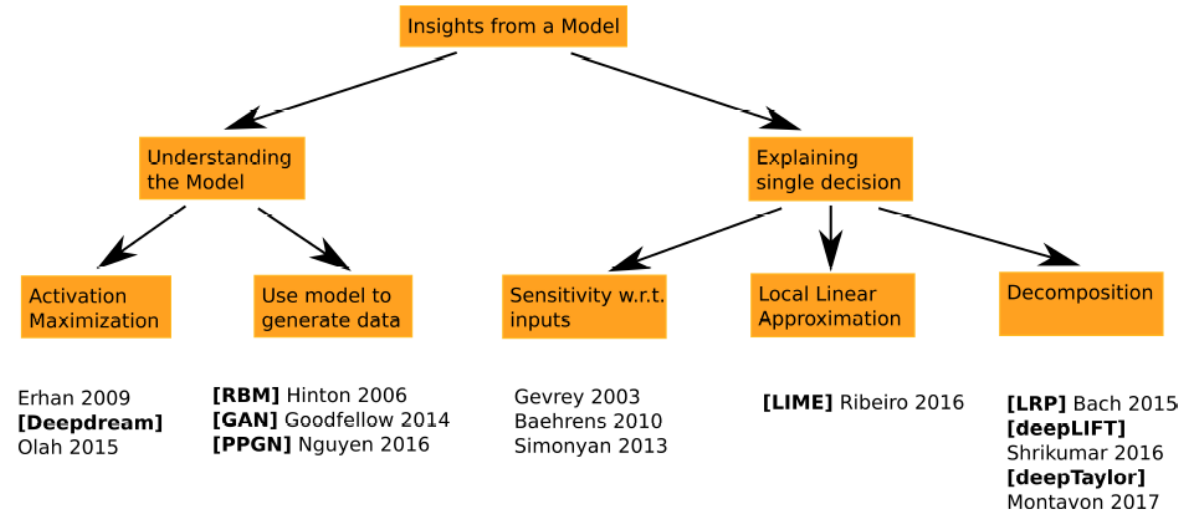 Insights from a Model
Understanding
the Model
Explaining
single decision
Activation
Maximization
Use model to
generate data
Sensitivity w.r.t.
inputs
Local Linear
Approximation
Decomposition
Erhan 2009
[Deepdream]
Olah 2015
[RBM] Hinton 2006
[GAN] Goodfellow 2014
[PPGN] Nguyen 2016
Gevrey 2003
Baehrens 2010
Simonyan 2013
[LIME] Ribeiro 2016
[LRP] Bach 2015
[deepLIFT]
Shrikumar 2016
[deepTaylor]
Montavon 2017